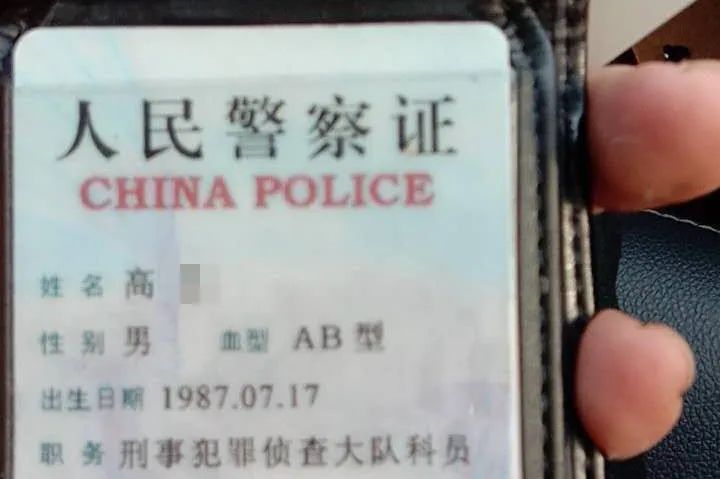 人民警察证
CHINA POLICE
姓名 高
性别 男 血型 AB型
出生日期 1987.07.17
职务 刑事犯罪侦查大队科员